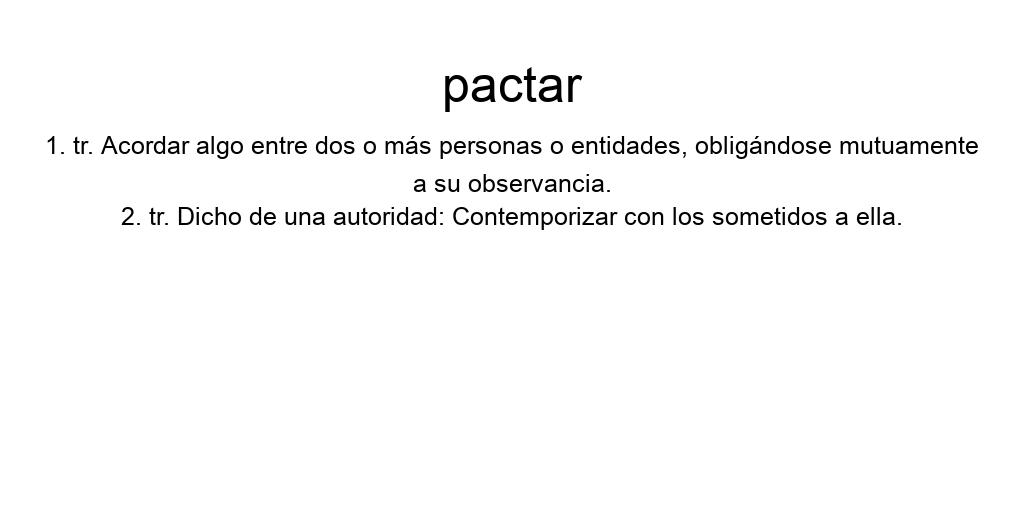 pactar
1. tr. Acordar algo entre dos o más personas o entidades, obligándose mutuamente
a su observancia.
2. tr. Dicho de una autoridad: Contemporizar con los sometidos a ella.